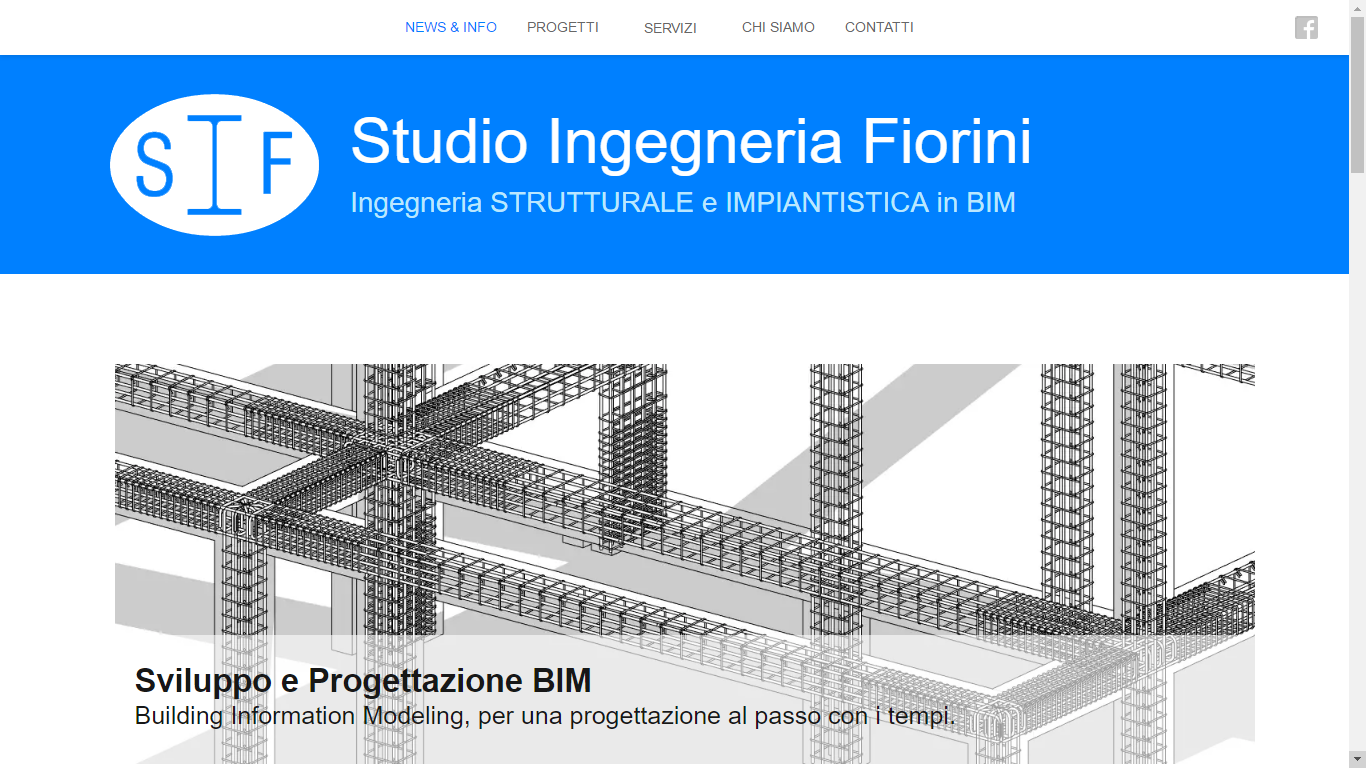 NEWS & INFO PROGETTI SERVIZI CHI SIAMO CONTATTI
SIF
Studio Ingegneria Fiorini
Ingegneria STRUTTURALE e IMPIANTISTICA in BIM
Sviluppo e Progettazione BIM
Building Information Modeling, per una progettazione al passo con i tempi.